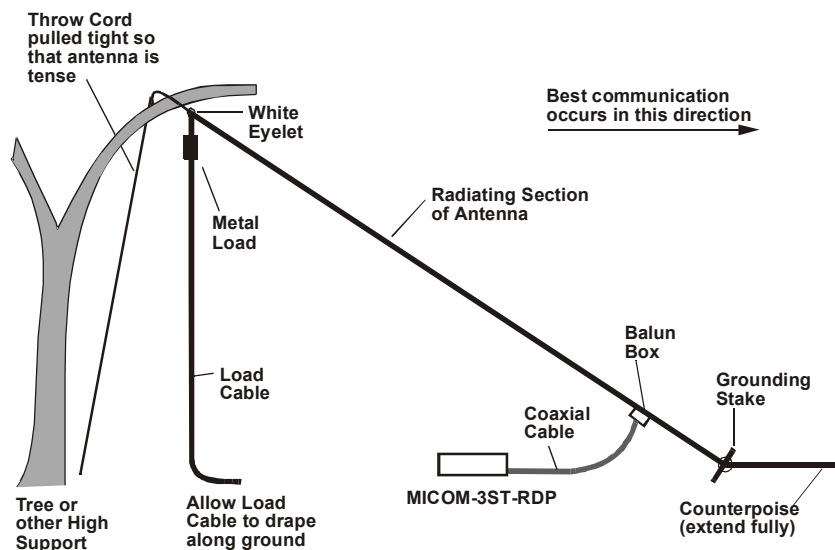 Throw Cord
pulled tight so
that antenna is
tense
White
Eyelet
Best communication
occurs in this direction
Metal
Load
Radiating Section
of Antenna
Load
Cable
Balun
Box
Grounding
Stake
Coaxial
Cable
MICOM-3ST-RDP
Tree or
other High
Support
Allow Load
Cable to drape
along ground
Counterpoise
(extend fully)